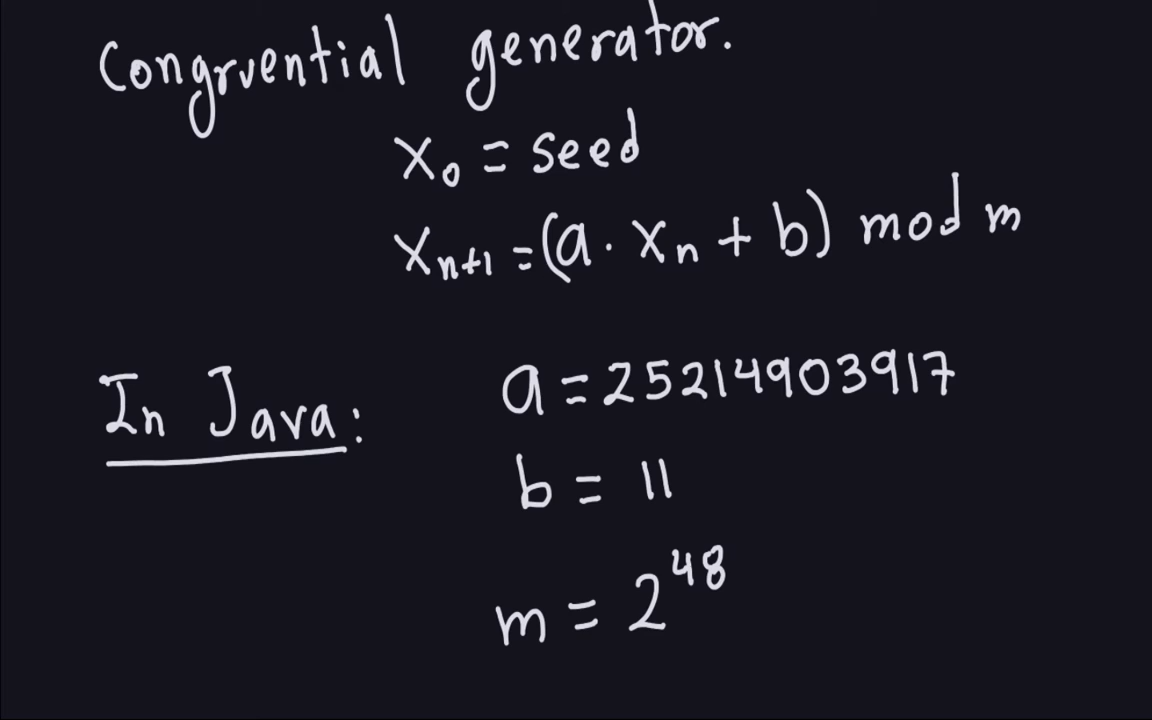 Congruential generator.
x₀ = seed
xₙ₊₁ = (a · xₙ + b) mod m
In Java: a = 25214903917
b = 11
m = 2⁴⁸